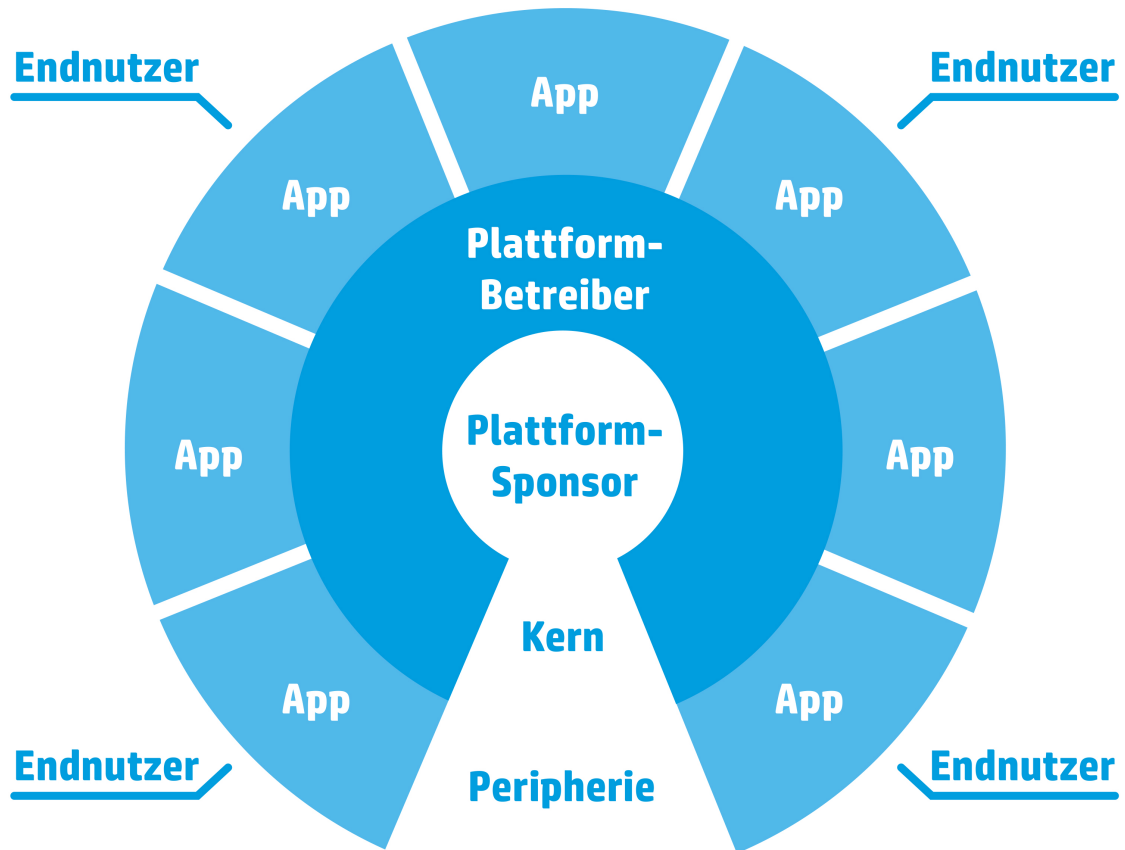 Endnutzer
Endnutzer
App
App
App
Plattform-
Betreiber
Plattform-
Sponsor
App
App
Kern
App
App
Endnutzer
Endnutzer
Peripherie